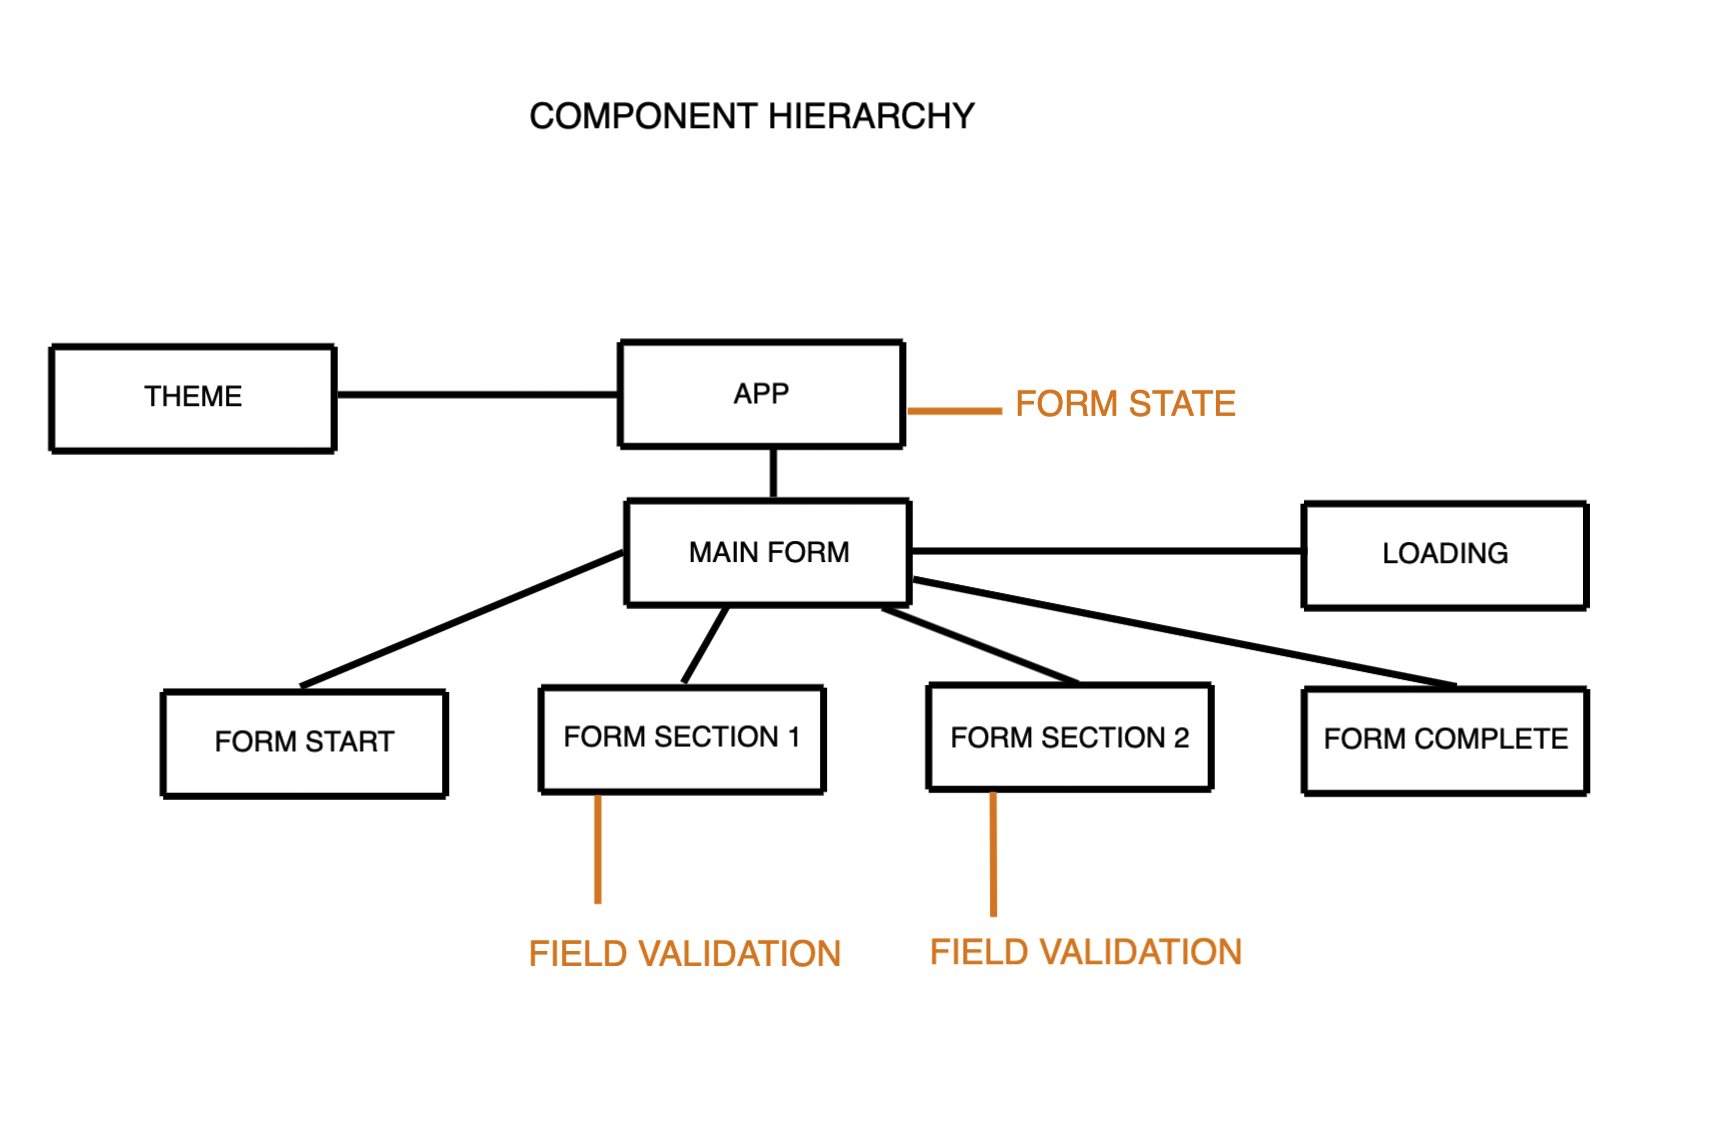 COMPONENT HIERARCHY
THEME
APP
FORM STATE
MAIN FORM
LOADING
FORM START
FORM SECTION 1
FORM SECTION 2
FORM COMPLETE
FIELD VALIDATION
FIELD VALIDATION